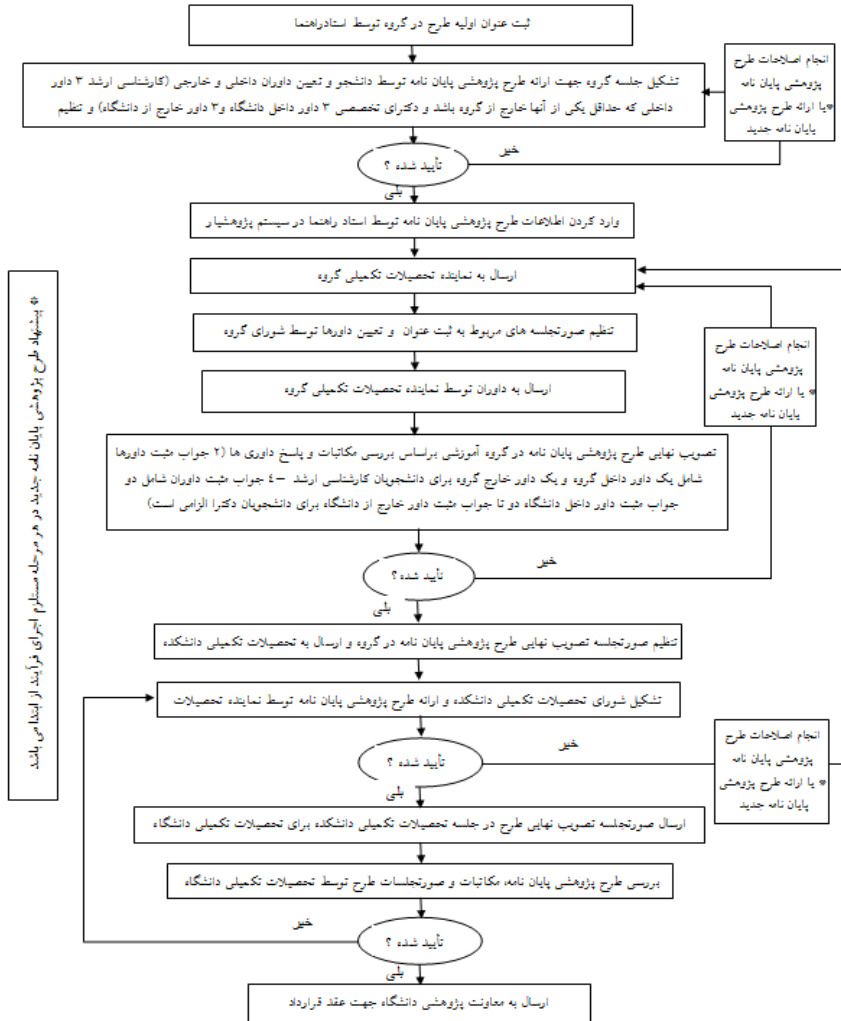 ثبت عنوان اولیه طرح در گروه توسط استادراهنما
انجام اصلاحات طرح
پژوهشی پایان نامه
*یا ارائه طرح پژوهشی
پایان نامه جدید
تشکیل جلسه گروه جهت ارائه طرح پژوهشی پایان نامه توسط دانشجو و تعیین داوران داخلی و خارجی (کارشناسی ارشد ۳ داور
داخلی که حداقل یکی از آنها خارج از گروه باشد و دکترای تخصصی ۳ داور داخل دانشگاه و۳ داور خارج از دانشگاه) و تنظیم
خیر
تأیید شده ؟
بلی
وارد کردن اطلاعات طرح پژوهشی پایان نامه توسط استاد راهنما در سیستم پژوهشیار
ارسال به نماینده تحصیلات تکمیلی گروه
تنظیم صورتجلسه های مربوط به ثبت عنوان و تعیین داورها توسط شورای گروه
انجام اصلاحات طرح
پژوهشی پایان نامه
* یا ارائه طرح پژوهشی
پایان نامه جدید
ارسال به داوران توسط نماینده تحصیلات تکمیلی گروه
تصویب نهایی طرح پژوهشی پایان نامه در گروه آموزشی براساس بررسی مکاتبات و پاسخ داوری ها (۲ جواب مثبت داورها
شامل یک داور داخل گروه و یک داور خارج گروه برای دانشجویان کارشناسی ارشد –٤ جواب مثبت داوران شامل دو
جواب مثبت داور داخل دانشگاه دو تا جواب مثبت داور خارج از دانشگاه برای دانشجویان دکترا الزامی است)
خیر
تأیید شده ؟
بلی
تنظیم صورتجلسه تصویب نهایی طرح پژوهشی پایان نامه در گروه و ارسال به تحصیلات تکمیلی دانشکده
تشکیل شورای تحصیلات تکمیلی دانشکده و ارائه طرح پژوهشی پایان نامه توسط نماینده تحصیلات
انجام اصلاحات طرح
پژوهشی پایان نامه
* یا ارائه طرح پژوهشی
پایان نامه جدید
خیر
تأیید شده ؟
بلی
ارسال صورتجلسه تصویب نهایی طرح در جلسه تحصیلات تکمیلی دانشکده برای تحصیلات تکمیلی دانشگاه
بررسی طرح پژوهشی پایان نامه، مکاتبات و صورتجلسات طرح توسط تحصیلات تکمیلی دانشگاه
خیر
تأیید شده ؟
بلی
ارسال به معاونت پژوهشی دانشگاه جهت عقد قرارداد
* پیشنهاد طرح پژوهشی پایان نامه جدید در هر مرحله مستلزم اجرای فرآیند از ابتدا می باشد